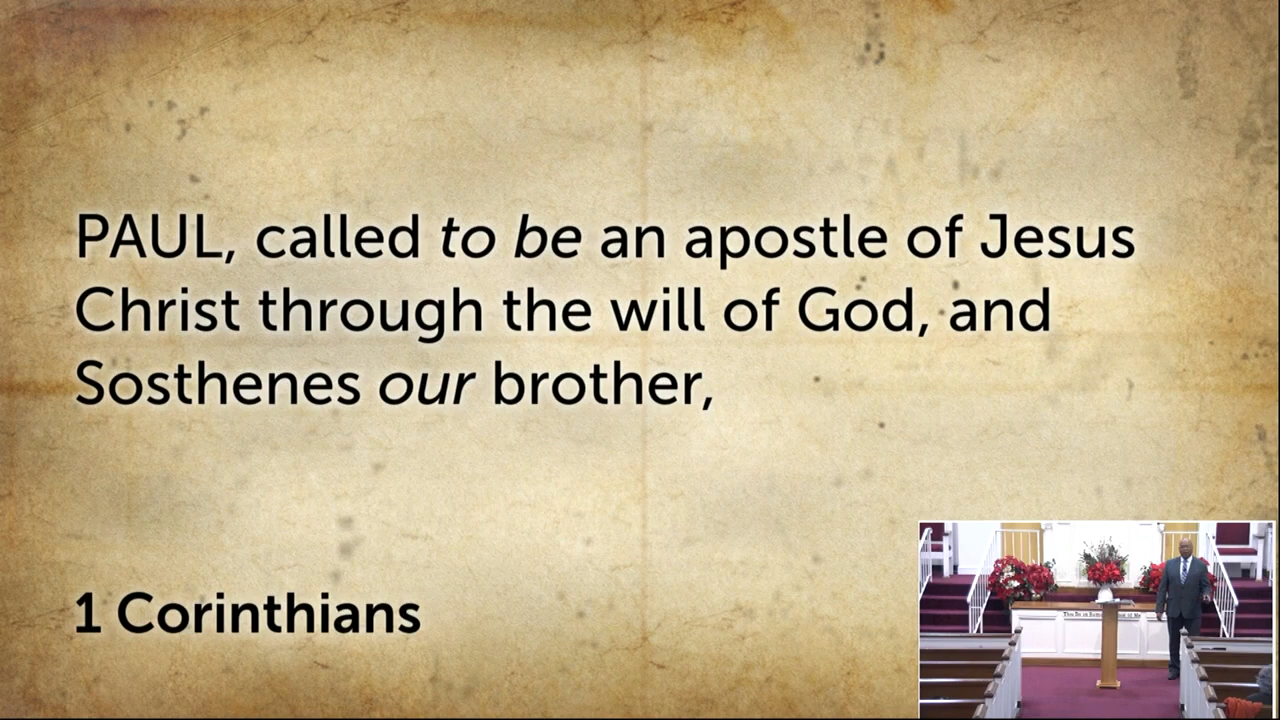 PAUL, called to be an apostle of Jesus
Christ through the will of God, and
Sosthenes our brother,
1 Corinthians